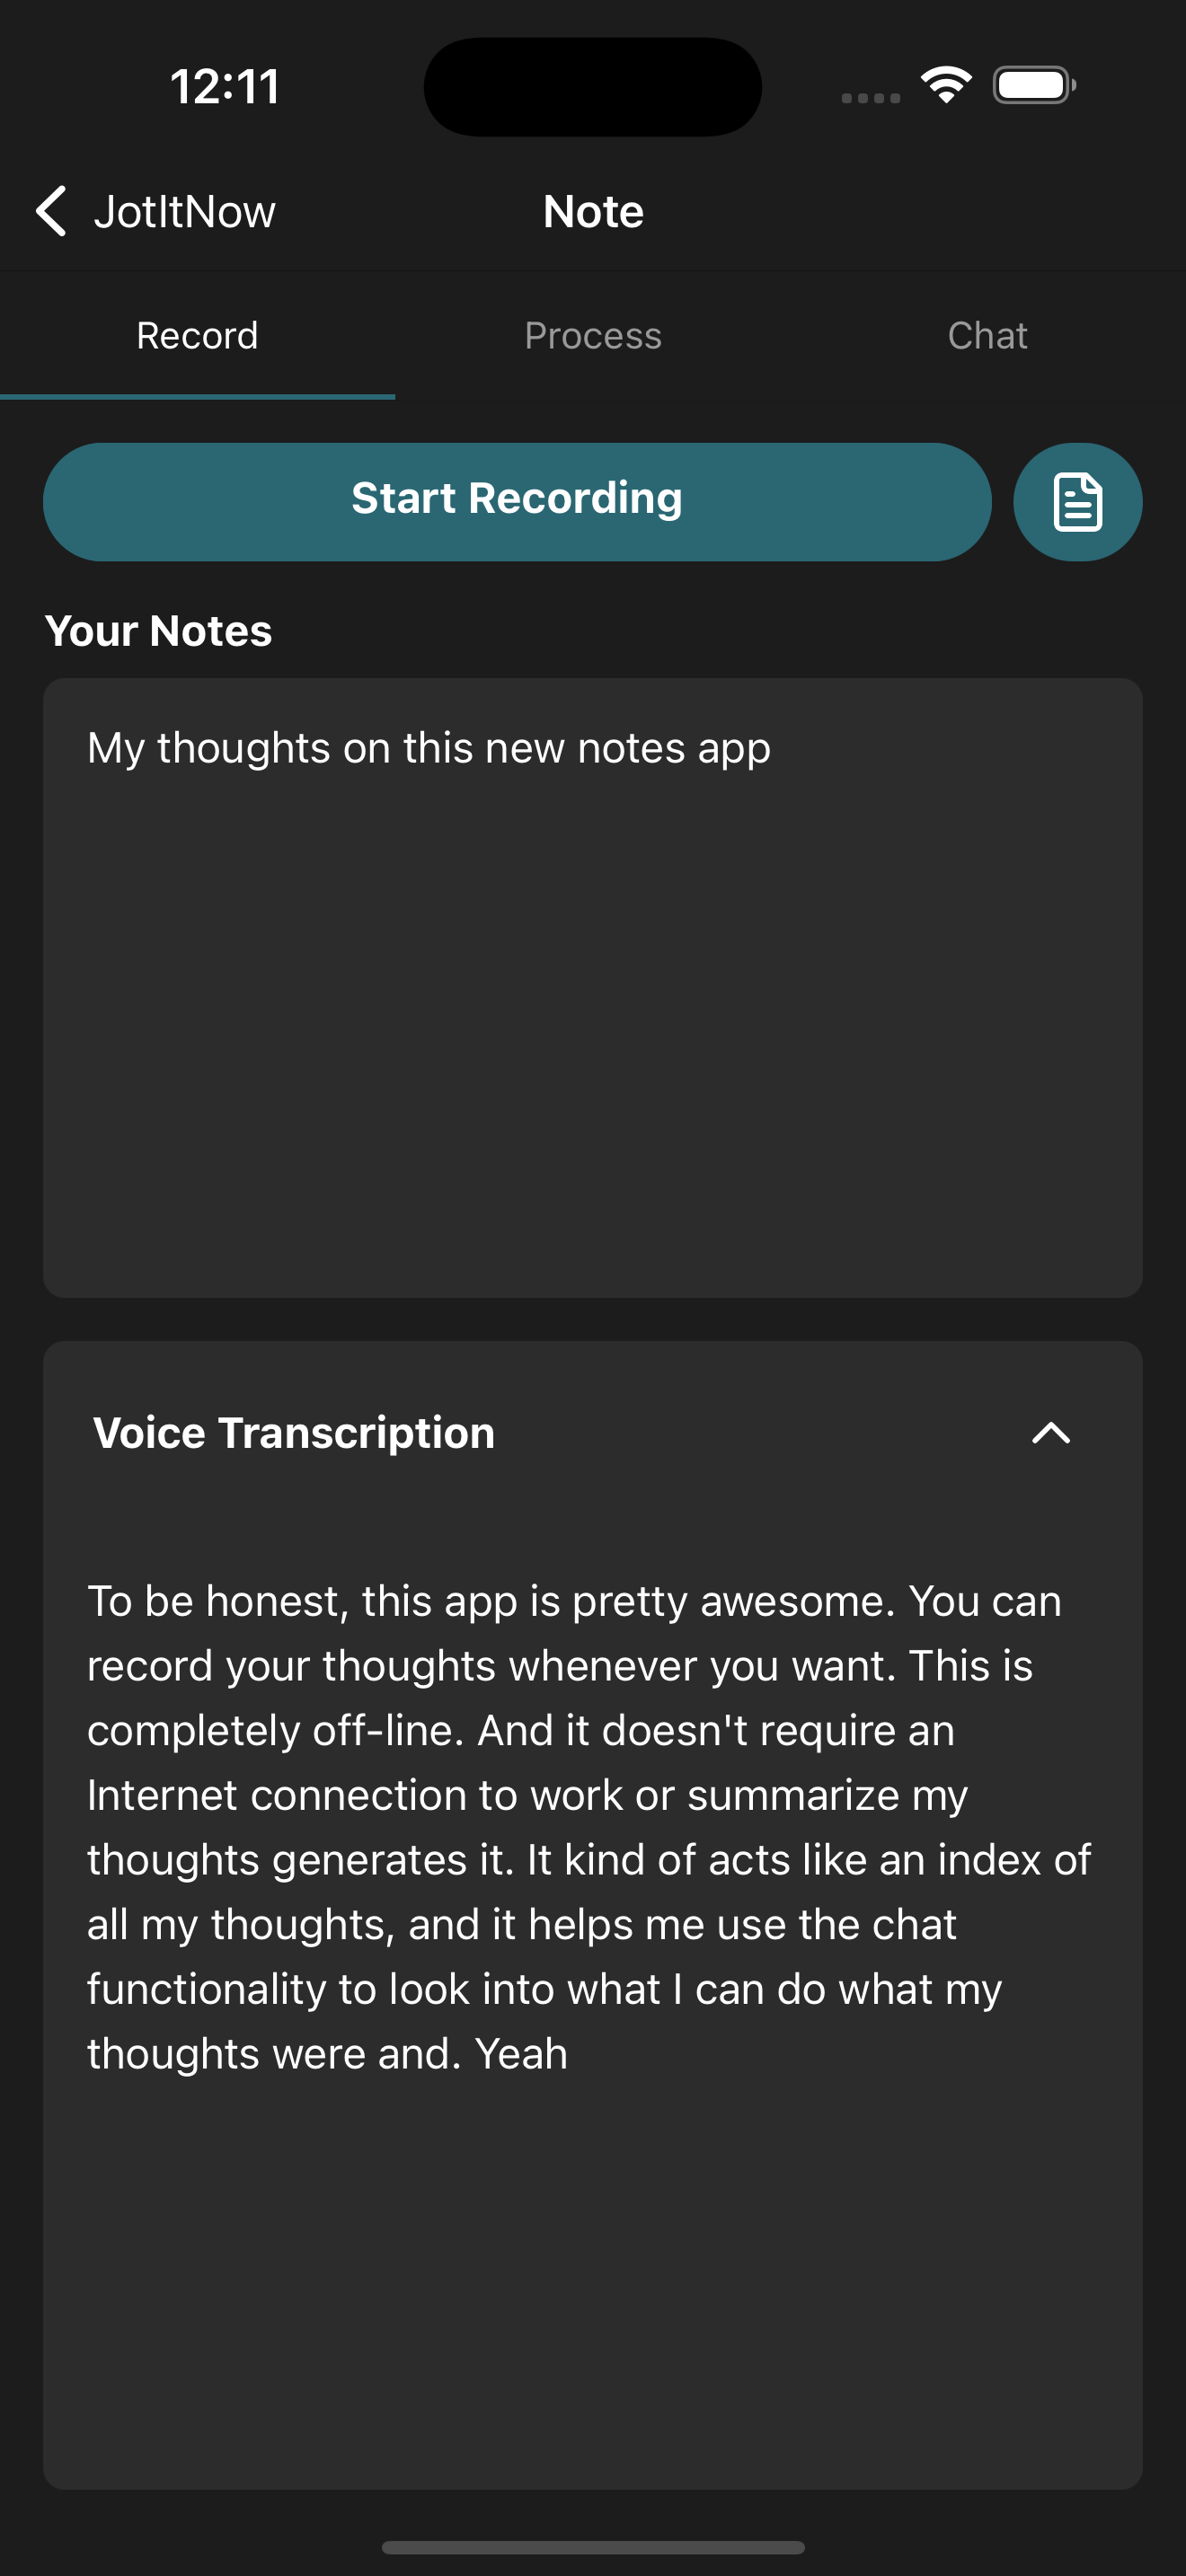 12:11
JotItNow
Note
Record
Process
Chat
Start Recording
Your Notes
My thoughts on this new notes app
Voice Transcription
To be honest, this app is pretty awesome. You can
record your thoughts whenever you want. This is
completely off-line. And it doesn't require an
Internet connection to work or summarize my
thoughts generates it. It kind of acts like an index of
all my thoughts, and it helps me use the chat
functionality to look into what I can do what my
thoughts were and. Yeah